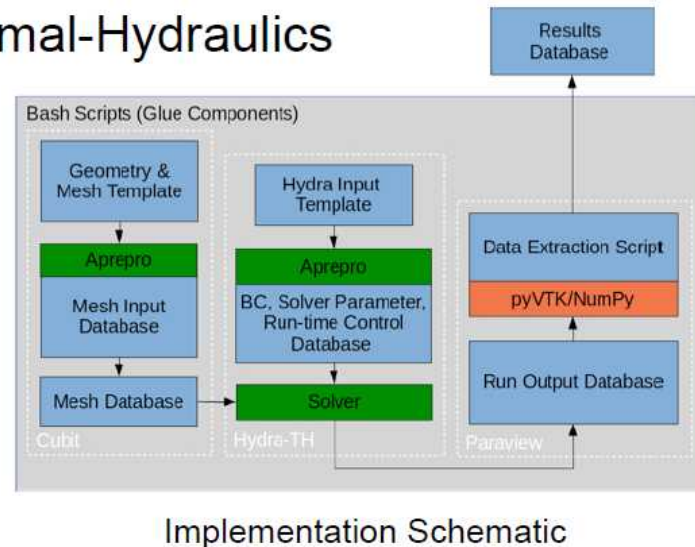 mal-Hydraulics
Results
Database
Bash Scripts (Glue Components)
Geometry &
Mesh Template
Aprepro
Mesh Input
Database
Mesh Database
Cubit
Hydra Input
Template
Aprepro
BC, Solver Parameter,
Run-time Control
Database
Solver
Hydra-TH
Data Extraction Script
pyVTK/NumPy
Run Output Database
Paraview
Implementation Schematic